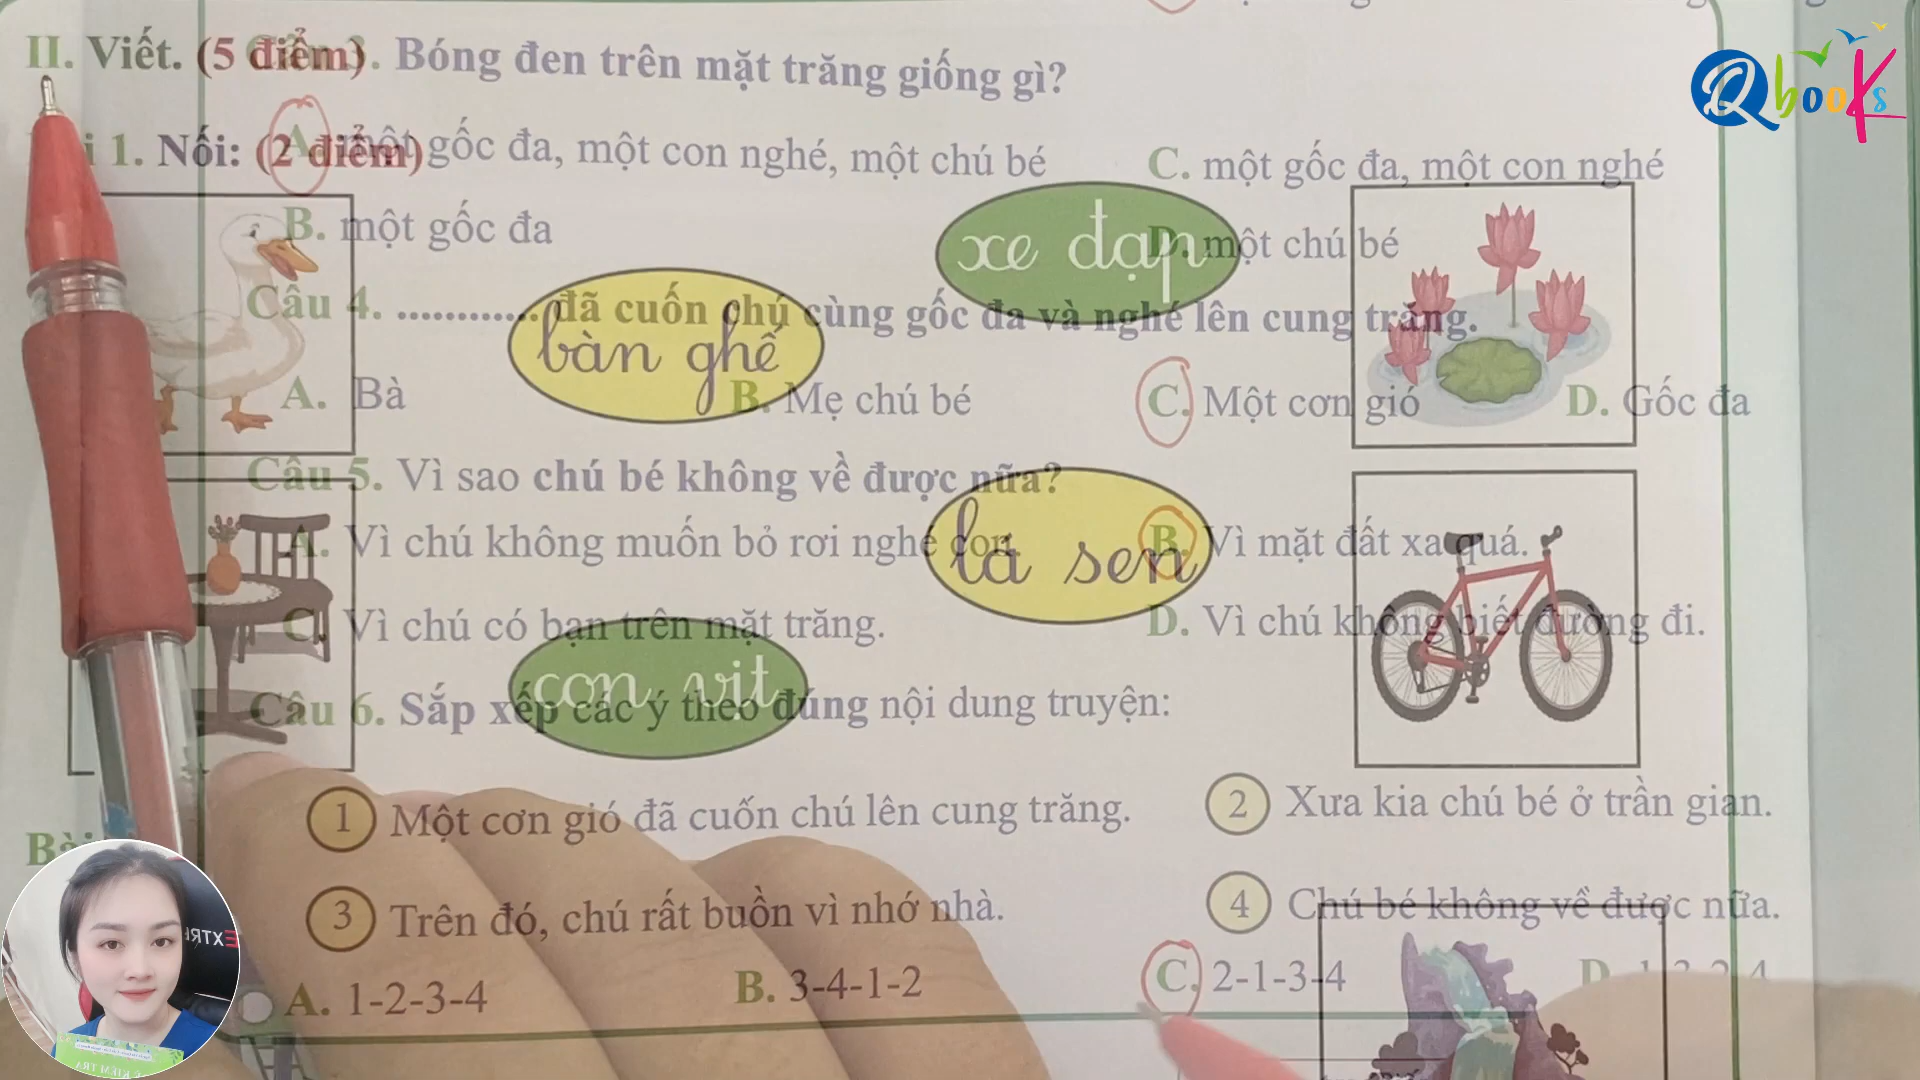 Qbooks
II. Viết. (5 điểm)
3. Bóng đen trên mặt trăng giống gì?
1. Nối: (2 điểm)
A. một gốc đa, một con nghé, một chú bé
C. một gốc đa, một con nghé
B. một gốc đa
D. một chú bé
xe đạp
Câu 4. ............ đã cuốn chú cùng gốc đa và nghé lên cung trăng.
bàn ghế
A. Bà
B. Mẹ chú bé
C. Một cơn gió
D. Gốc đa
Câu 5. Vì sao chú bé không về được nữa?
A. Vì chú không muốn bỏ rơi nghé con.
B. Vì mặt đất xa quá.
lá sen
C. Vì chú có bạn trên mặt trăng.
D. Vì chú không biết đường đi.
con vịt
Câu 6. Sắp xếp các ý theo đúng nội dung truyện:
1 Một cơn gió đã cuốn chú lên cung trăng.
2 Xưa kia chú bé ở trần gian.
3 Trên đó, chú rất buồn vì nhớ nhà.
4 Chú bé không về được nữa.
A. 1-2-3-4
B. 3-4-1-2
C. 2-1-3-4
D.